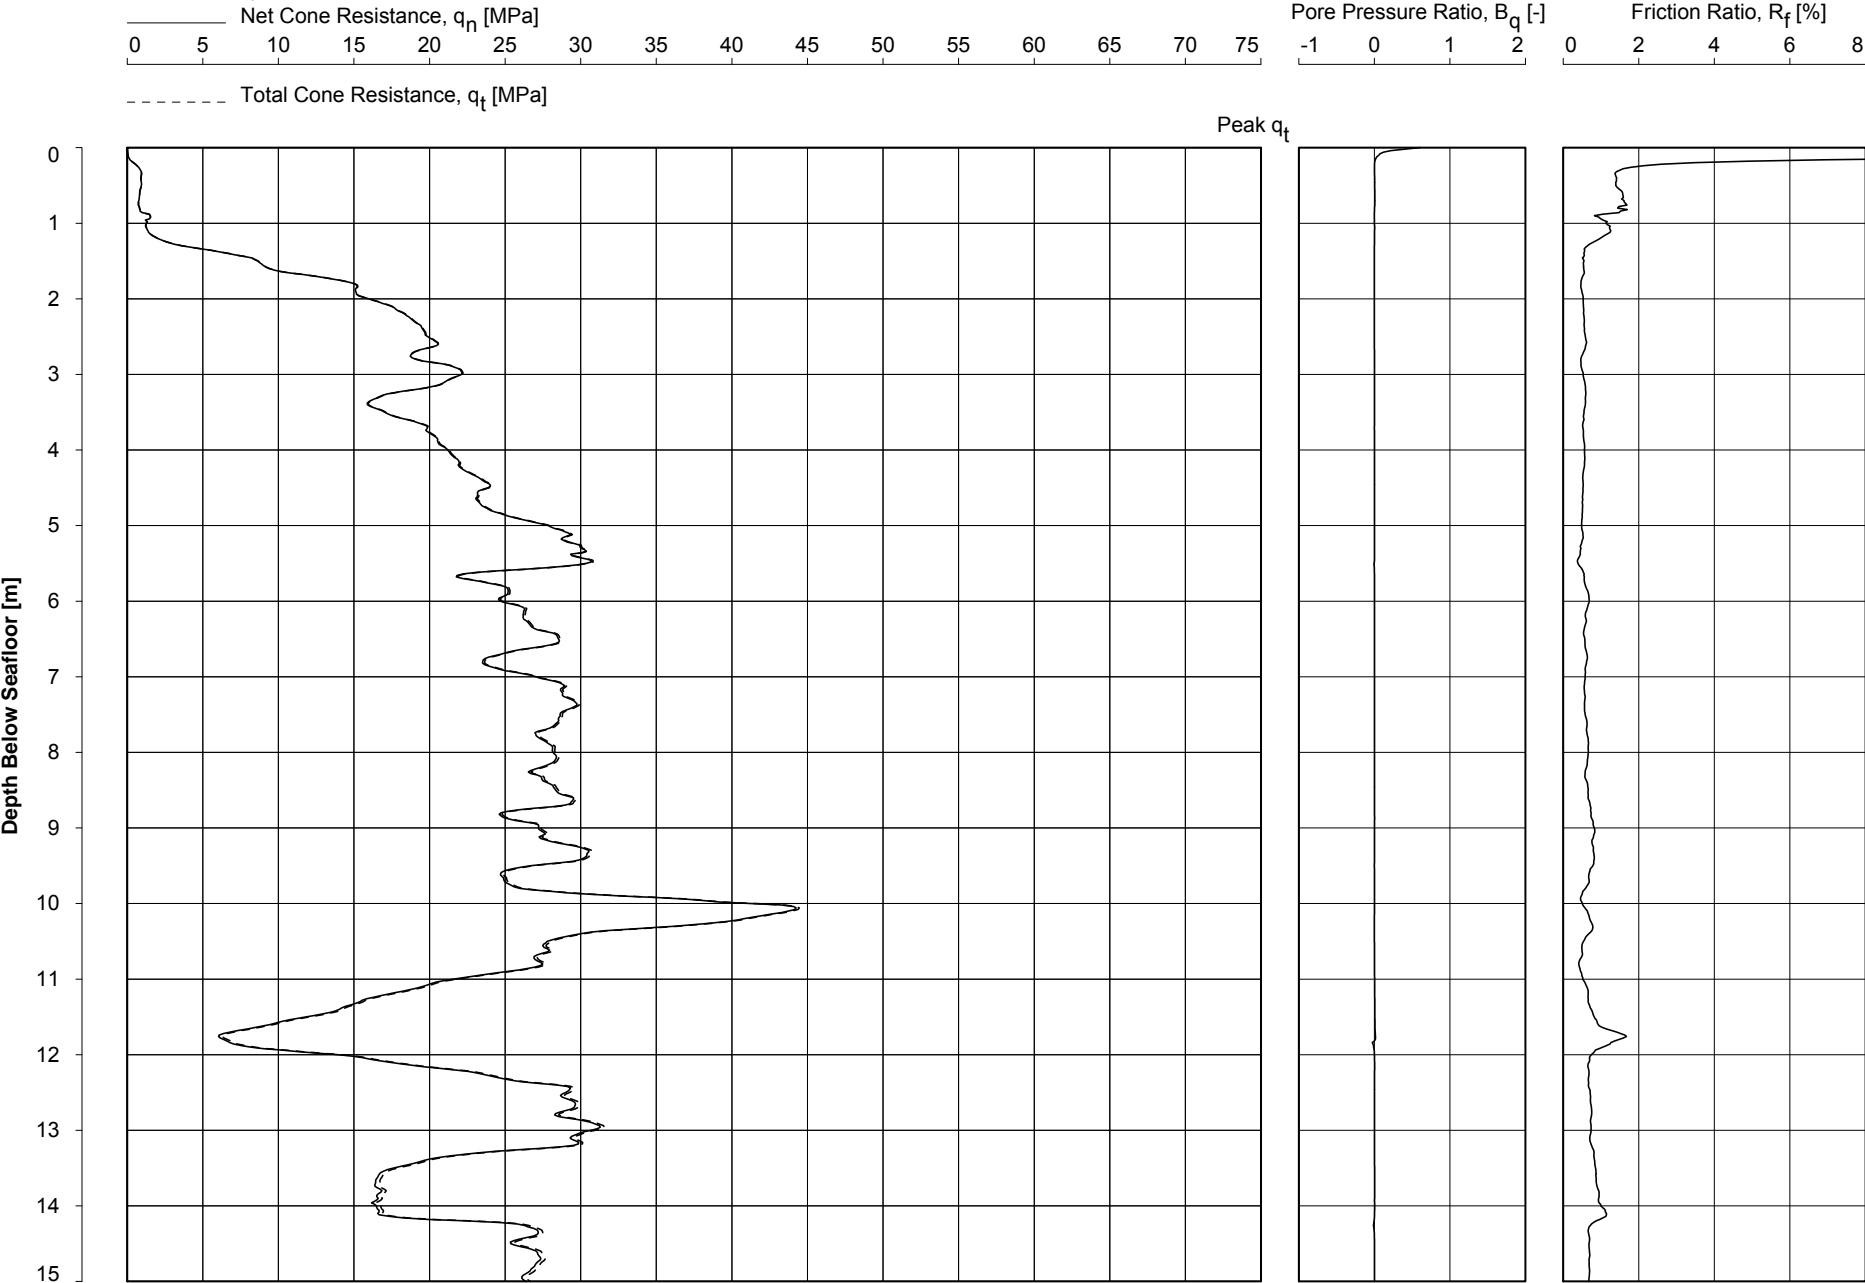 Net Cone Resistance, qn [MPa]
Pore Pressure Ratio, Bq [-]
Friction Ratio, Rf [%]
0 5 10 15 20 25 30 35 40 45 50 55 60 65 70 75
-1 0 1 2
0 2 4 6 8
Total Cone Resistance, qt [MPa]
Peak qt
0
1
2
3
4
5
6
7
8
9
10
11
12
13
14
15
Depth Below Seafloor [m]